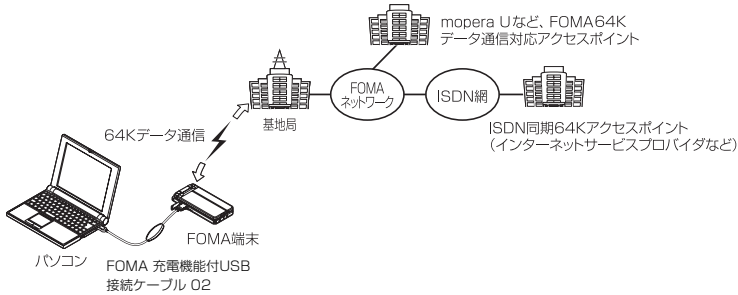 mopera Uなど、FOMA64K
データ通信対応アクセスポイント
FOMA
ネットワーク
ISDN網
基地局
ISDN同期64Kアクセスポイント
（インターネットサービスプロバイダなど）
64Kデータ通信
FOMA端末
パソコン
FOMA 充電機能付USB
接続ケーブル 02